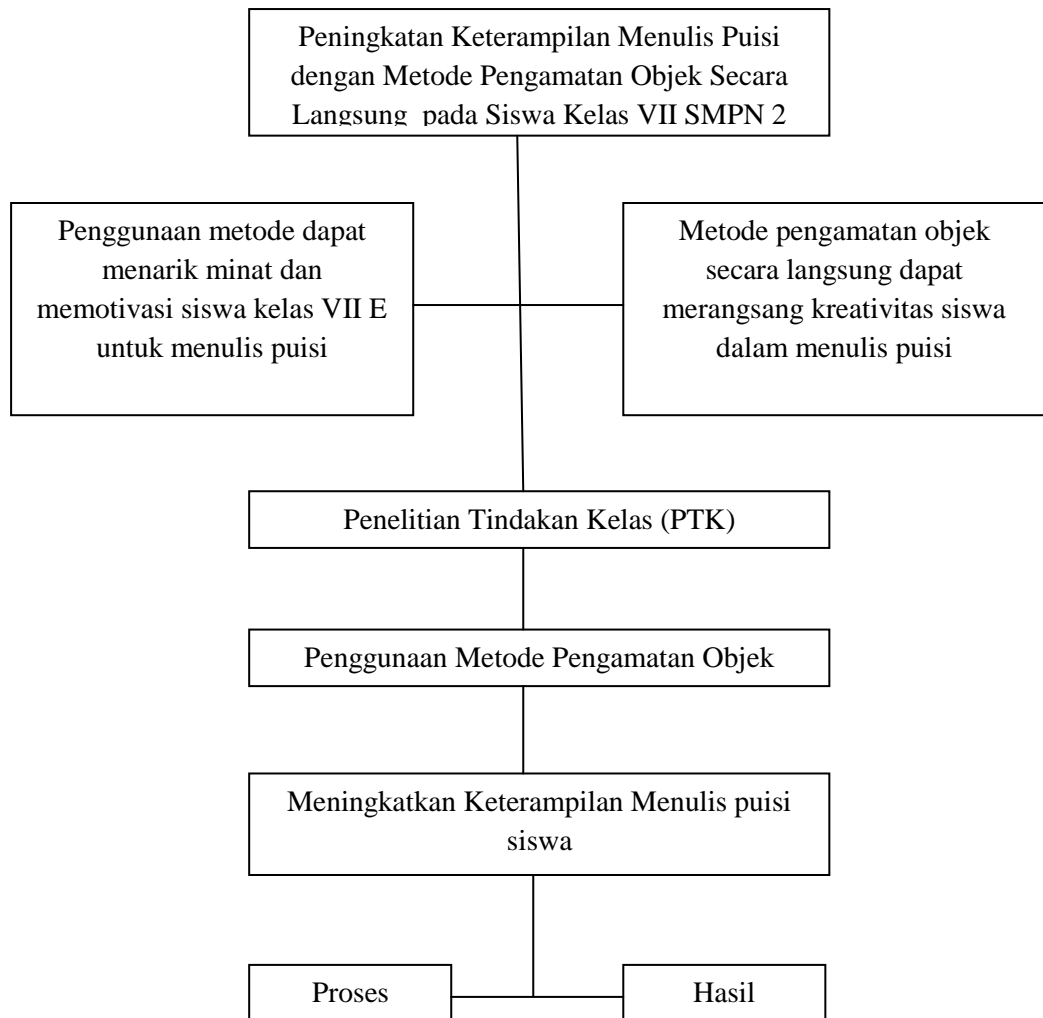 Peningkatan Keterampilan Menulis Puisi
dengan Metode Pengamatan Objek Secara
Langsung pada Siswa Kelas VII SMPN 2
Penggunaan metode dapat
menarik minat dan
memotivasi siswa kelas VII E
untuk menulis puisi
Metode pengamatan objek
secara langsung dapat
merangsang kreativitas siswa
dalam menulis puisi
Penelitian Tindakan Kelas (PTK)
Penggunaan Metode Pengamatan Objek
Meningkatkan Keterampilan Menulis puisi
siswa
Proses
Hasil